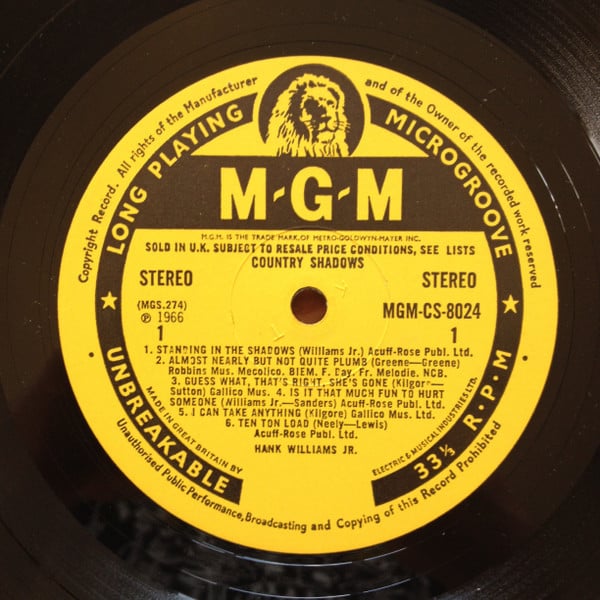 Copyright Record. All rights of the Manufacturer and of the Owner of the recorded work reserved
LONG PLAYING
MICROGROOVE
M-G-M
M.G.M. IS THE TRADE MARK, OF METRO-GOLDWYN-MAYER INC.
SOLD IN U.K. SUBJECT TO RESALE PRICE CONDITIONS, SEE LISTS
COUNTRY SHADOWS
STEREO
STEREO
(MGS.274)
MGM-CS-8024
℗ 1966
1
1
1. STANDING IN THE SHADOWS (Williams Jr.) Acuff-Rose Publ. Ltd.
2. ALMOST NEARLY BUT NOT QUITE PLUMB (Greene—Greene)
Robbins Mus. Mecolico. BIEM. F. Day. Fr. Melodie. NCB.
3. GUESS WHAT, THAT'S RIGHT, SHE'S GONE (Kilgore—
Sutton) Gallico Mus. Ltd. 4. IS IT THAT MUCH FUN TO HURT
SOMEONE (Williams Jr.—Sanders) Acuff-Rose Publ. Ltd.
5. I CAN TAKE ANYTHING (Kilgore) Gallico Mus. Ltd.
6. TEN TON LOAD (Neely—Lewis)
Acuff-Rose Publ. Ltd.
HANK WILLIAMS JR.
UNBREAKABLE
33⅓ R·P·M
MADE IN GREAT BRITAIN BY
ELECTRIC & MUSICAL INDUSTRIES LTD.
Unauthorised Public Performance, Broadcasting and Copying of this Record Prohibited